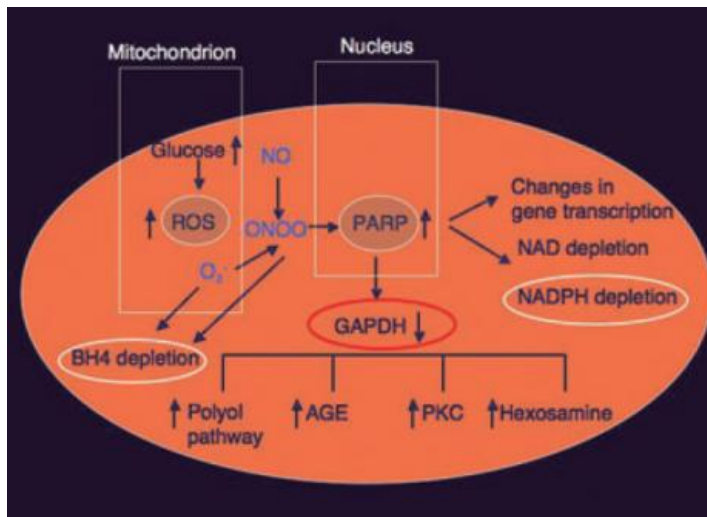 Mitochondrion
Nucleus
Glucose
NO
Changes in
gene transcription
ROS
ONOO
PARP
NAD depletion
O₂⁻
NADPH depletion
GAPDH
BH4 depletion
Polyol
pathway
AGE
PKC
Hexosamine